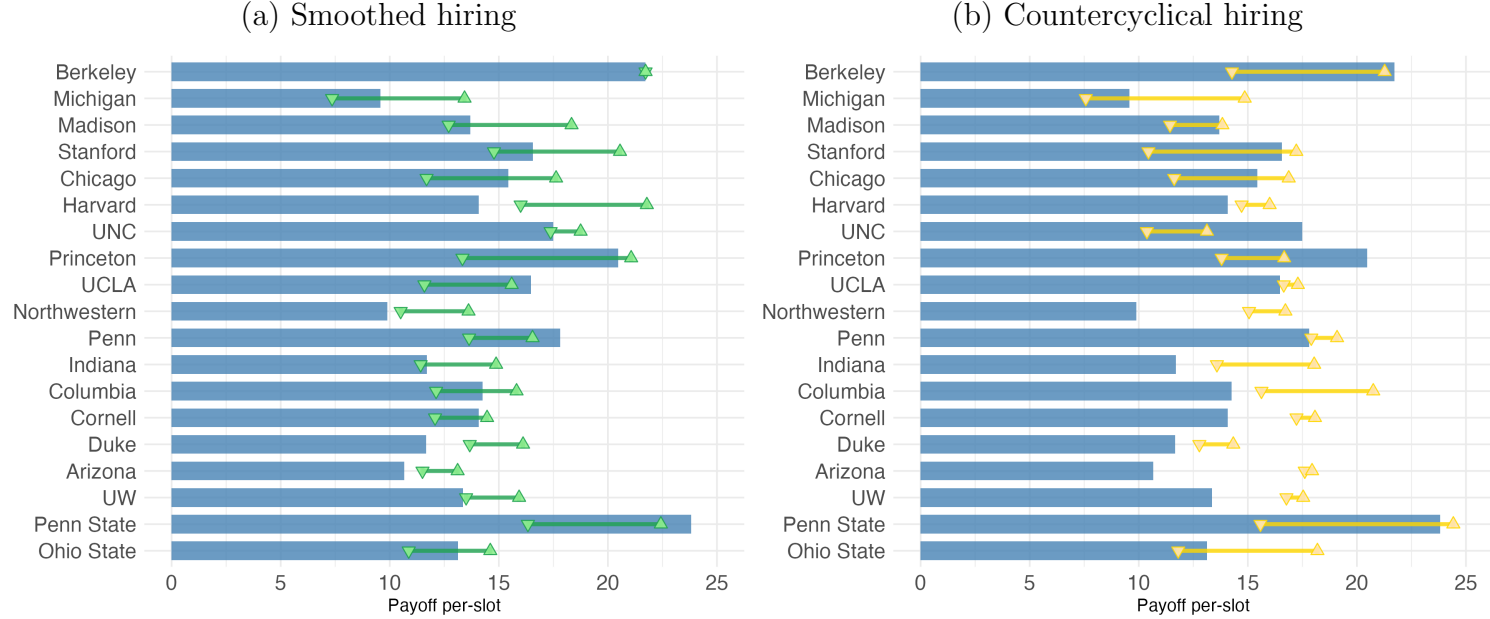 (a) Smoothed hiring
Berkeley
Michigan
Madison
Stanford
Chicago
Harvard
UNC
Princeton
UCLA
Northwestern
Penn
Indiana
Columbia
Cornell
Duke
Arizona
UW
Penn State
Ohio State
0 5 10 15 20 25
Payoff per-slot
(b) Countercyclical hiring
Berkeley
Michigan
Madison
Stanford
Chicago
Harvard
UNC
Princeton
UCLA
Northwestern
Penn
Indiana
Columbia
Cornell
Duke
Arizona
UW
Penn State
Ohio State
0 5 10 15 20 25
Payoff per-slot